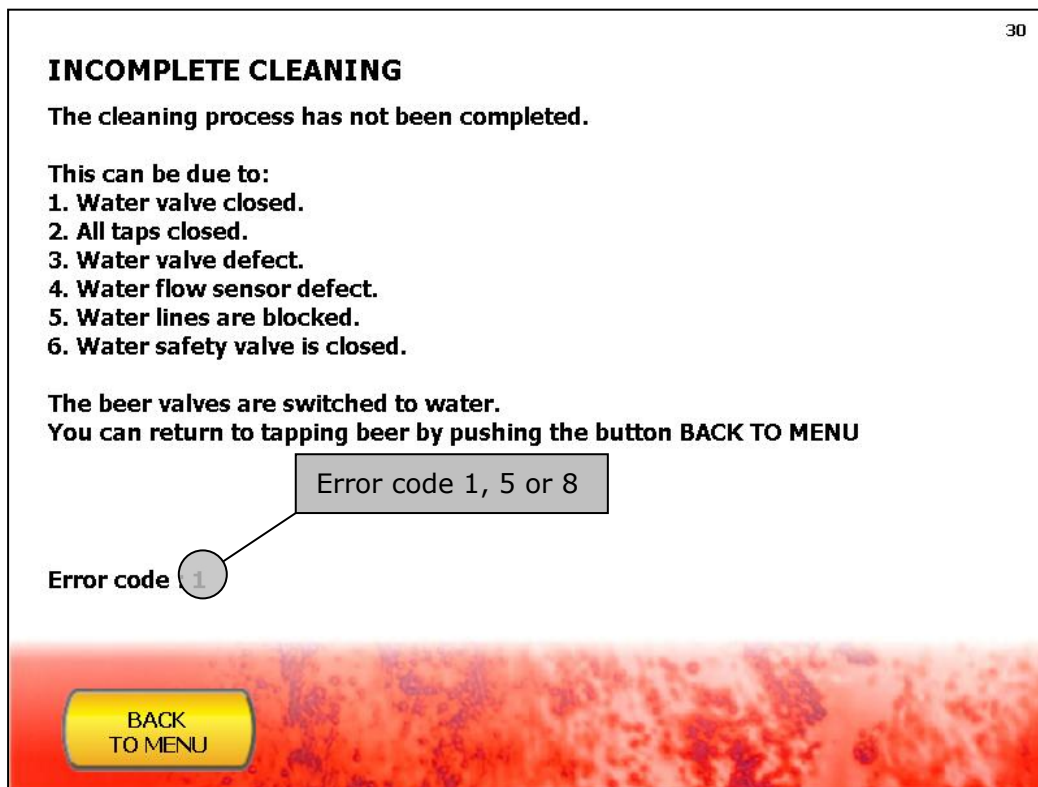 30
INCOMPLETE CLEANING
The cleaning process has not been completed.
This can be due to:
1. Water valve closed.
2. All taps closed.
3. Water valve defect.
4. Water flow sensor defect.
5. Water lines are blocked.
6. Water safety valve is closed.
The beer valves are switched to water.
You can return to tapping beer by pushing the button BACK TO MENU
Error code 1, 5 or 8
Error code : 1
BACK
TO MENU